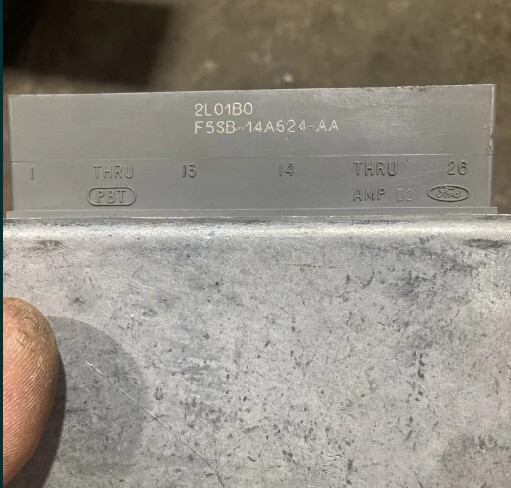 2L01B0
F5SB-14A624-AA
1 THRU 13 14 THRU 26
PBT AMP D2 Ford